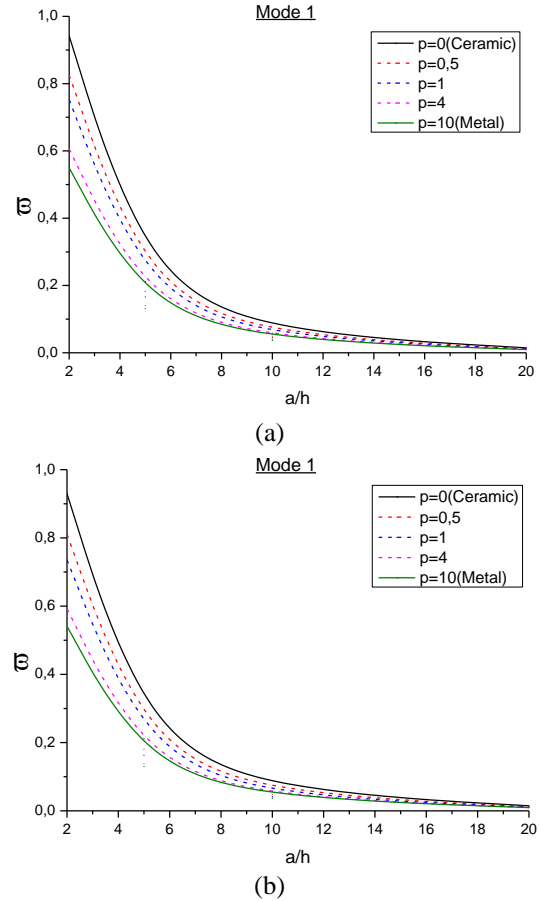 Mode 1
p=0(Ceramic)
p=0,5
p=1
p=4
p=10(Metal)
1,0
0,8
0,6
0,4
0,2
0,0
ϖ
2 4 6 8 10 12 14 16 18 20
a/h
(a)
Mode 1
p=0(Ceramic)
p=0,5
p=1
p=4
p=10(Metal)
1,0
0,8
0,6
0,4
0,2
0,0
ϖ
2 4 6 8 10 12 14 16 18 20
a/h
(b)